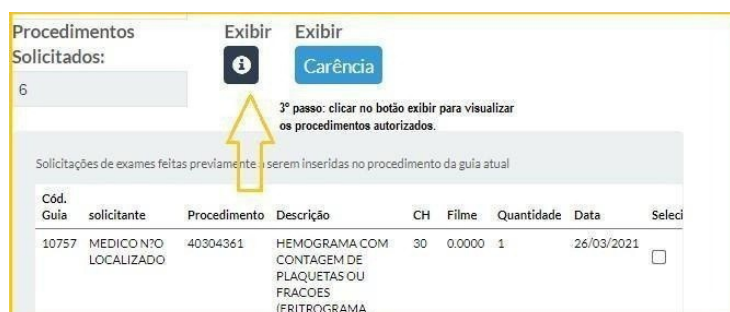 Procedimentos Solicitados:
Exibir
Exibir
Carência
6
3º passo: clicar no botão exibir para visualizar
os procedimentos autorizados.
Solicitações de exames feitas previamente a serem inseridas no procedimento da guia atual
Cód. Guia solicitante Procedimento Descrição CH Filme Quantidade Data Seleci
10757 MEDICO N?O 40304361 HEMOGRAMA COM 30 0.0000 1 26/03/2021
LOCALIZADO CONTAGEM DE
PLAQUETAS OU
FRACOES
(ERITROGRAMA